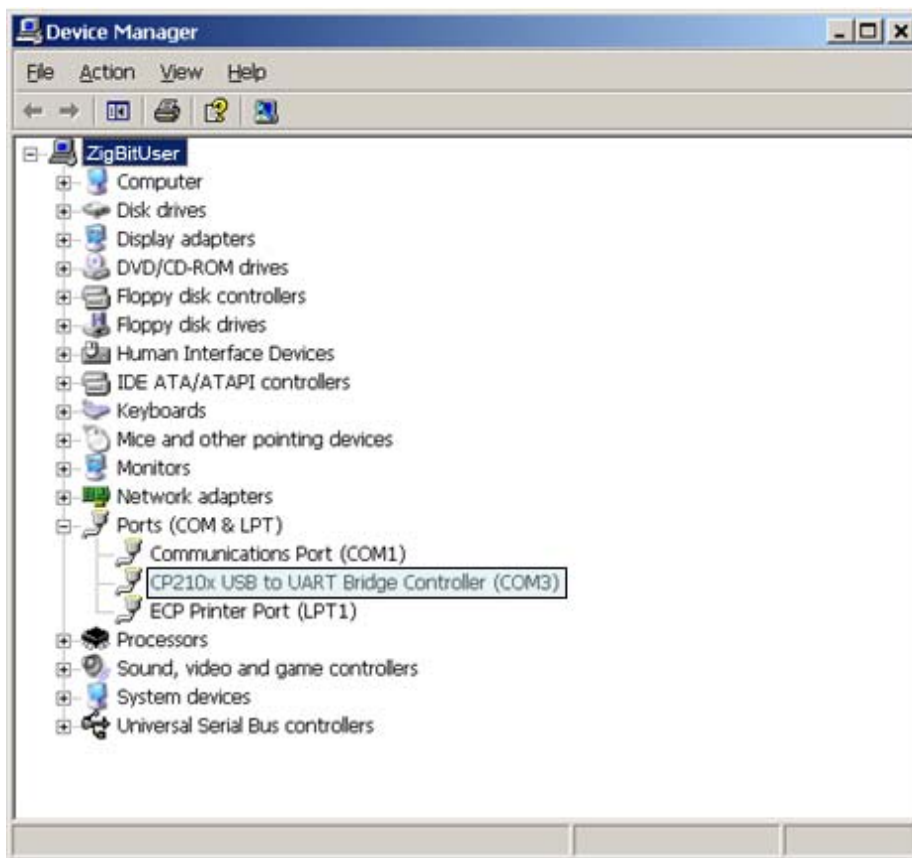 Device Manager
File Action View Help
ZigBitUser
Computer
Disk drives
Display adapters
DVD/CD-ROM drives
Floppy disk controllers
Floppy disk drives
Human Interface Devices
IDE ATA/ATAPI controllers
Keyboards
Mice and other pointing devices
Monitors
Network adapters
Ports (COM & LPT)
Communications Port (COM1)
CP210x USB to UART Bridge Controller (COM3)
ECP Printer Port (LPT1)
Processors
Sound, video and game controllers
System devices
Universal Serial Bus controllers